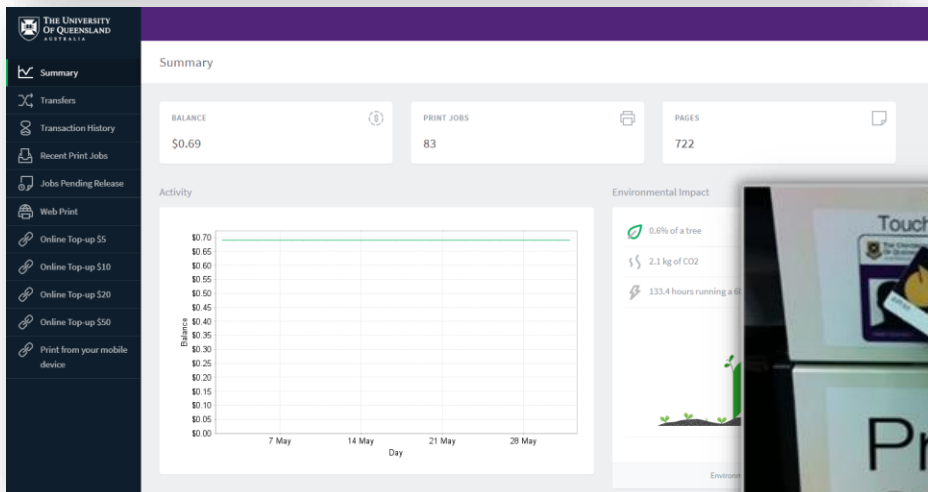 THE UNIVERSITY
OF QUEENSLAND
AUSTRALIA
Summary
Transfers
Transaction History
Recent Print Jobs
Jobs Pending Release
Web Print
Online Top-up $5
Online Top-up $10
Online Top-up $20
Online Top-up $50
Print from your mobile
device
Summary
BALANCE
$0.69
PRINT JOBS
83
PAGES
722
Activity
$0.70
$0.65
$0.60
$0.55
$0.50
$0.45
$0.40
$0.35
$0.30
$0.25
$0.20
$0.15
$0.10
$0.05
$0.00
Balance
7 May
14 May
21 May
28 May
Day
Environmental Impact
0.6% of a tree
2.1 kg of CO2
133.4 hours running a 60
Environm
Touch
Pr